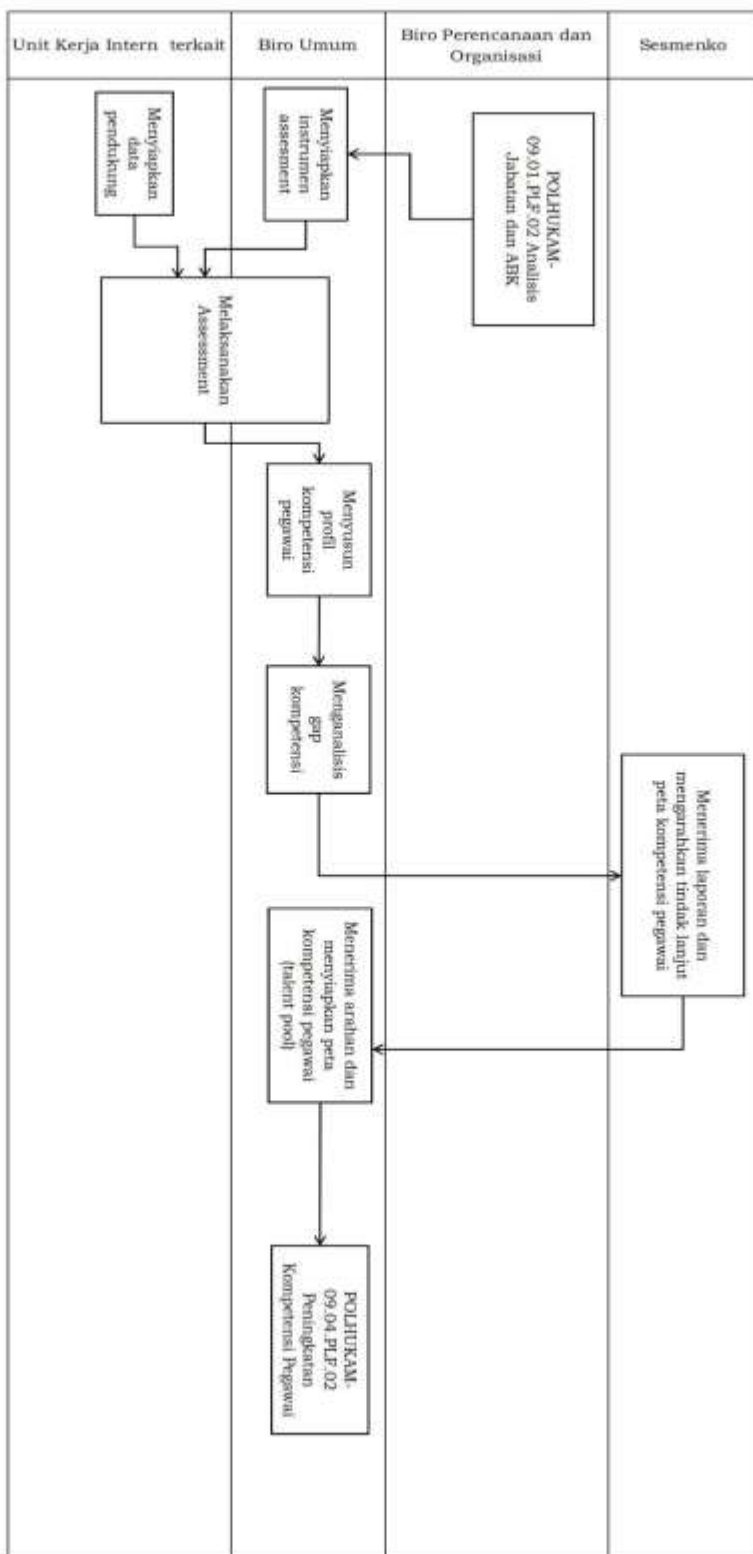 Unit Kerja Intern terkait
Biro Umum
Biro Perencanaan dan
Organisasi
Sesmenko
Menyiapkan
data
pendukung
Menyiapkan
instrumen
assesment
POLHUKAM-
09.01.PLF.02 Analisis
Jabatan dan ABK
Melaksanakan
Assessment
Menyusun
profil
kompetensi
pegawai
Menganalisis
gap
kompetensi
Menerima laporan dan
mengarahkan tindak lanjut
peta kompetensi pegawai
Menerima arahan dan
menyiapkan peta
kompetensi pegawai
(talent pool)
POLHUKAM-
09.04.PLF.02
Peningkatan
Kompetensi Pegawai